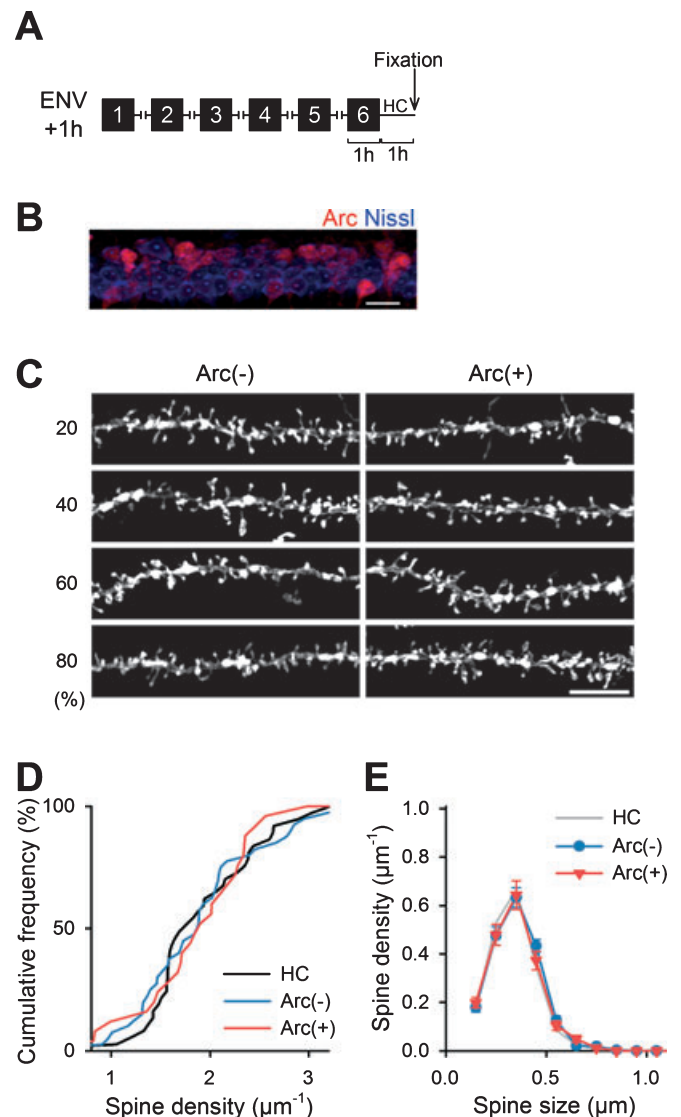 A
Fixation
ENV
+1h
1 2 3 4 5 6 HC
1h 1h
B
Arc Nissl
C
Arc(-) Arc(+)
20
40
60
80
(%)
D
Cumulative frequency (%)
100
50
0
HC
Arc(-)
Arc(+)
1 2 3
Spine density (µm-1)
E
Spine density (µm-1)
1.0
0.8
0.6
0.4
0.2
0.0
HC
Arc(-)
Arc(+)
0 0.5 1.0
Spine size (µm)